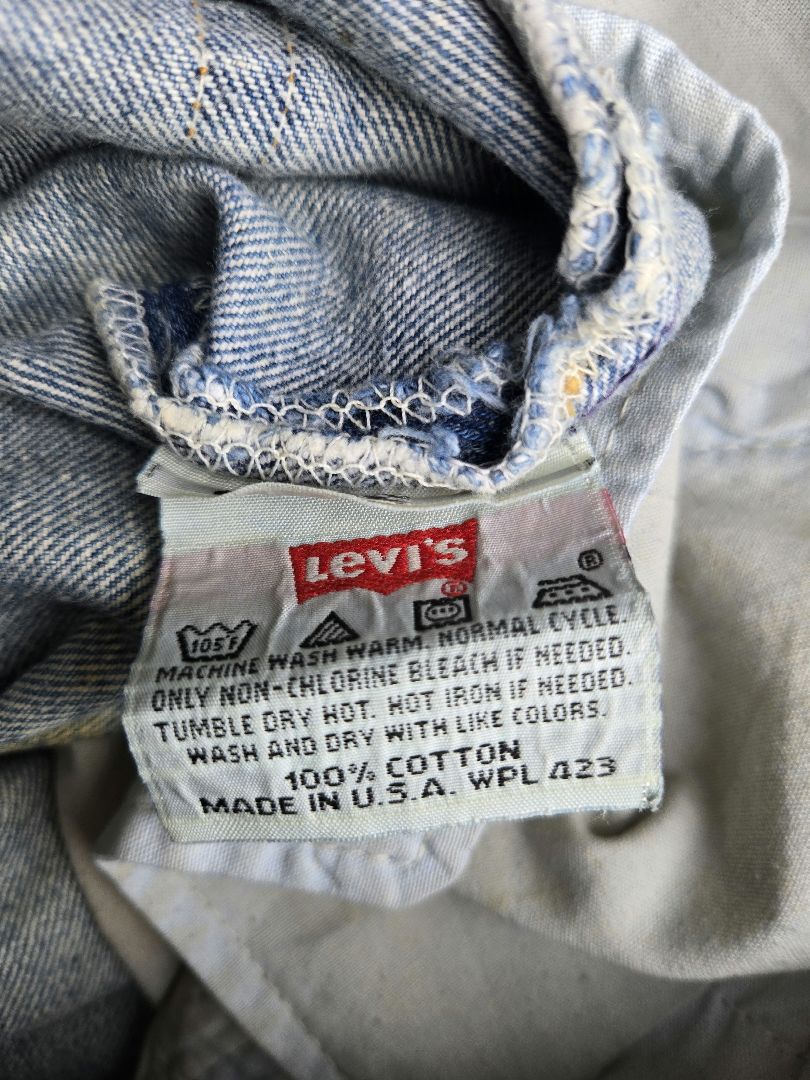 Levi's
®
105F
MACHINE WASH WARM. NORMAL CYCLE.
ONLY NON-CHLORINE BLEACH IF NEEDED.
TUMBLE DRY HOT. HOT IRON IF NEEDED.
WASH AND DRY WITH LIKE COLORS.
100% COTTON
MADE IN U.S.A. WPL 423